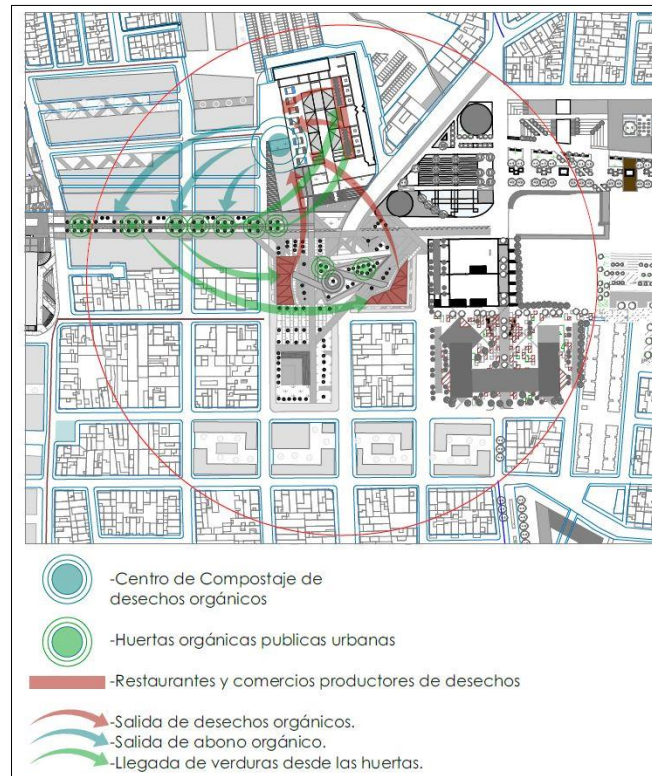 -Centro de Compostaje de
desechos orgánicos
-Huertas orgánicas publicas urbanas
-Restaurantes y comercios productores de desechos
-Salida de desechos orgánicos.
-Salida de abono orgánico.
-Llegada de verduras desde las huertas.